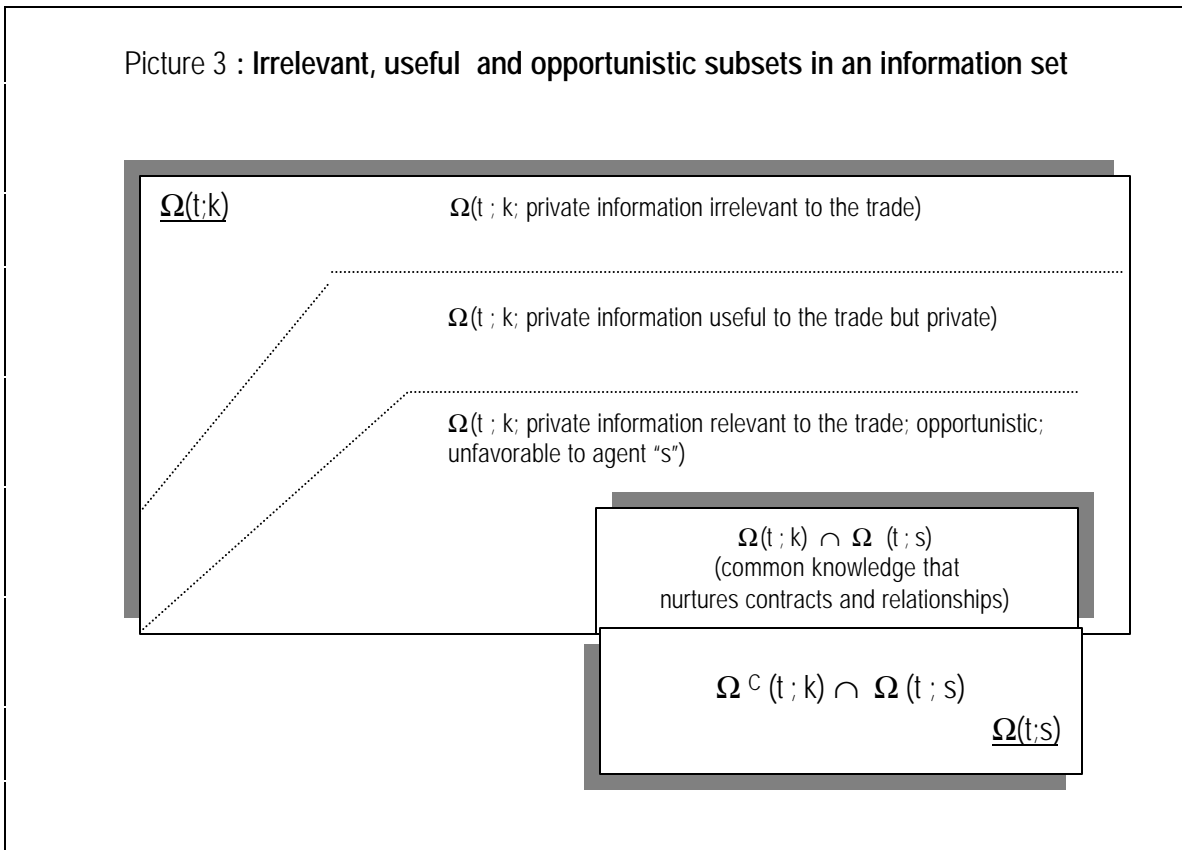 Picture 3 : Irrelevant, useful and opportunistic subsets in an information set
Ω(t;k)
Ω(t ; k; private information irrelevant to the trade)
Ω(t ; k; private information useful to the trade but private)
Ω(t ; k; private information relevant to the trade; opportunistic;
unfavorable to agent “s”)
Ω(t ; k) ∩ Ω (t ; s)
(common knowledge that
nurtures contracts and relationships)
Ω ᶜ (t ; k) ∩ Ω (t ; s)
Ω(t;s)